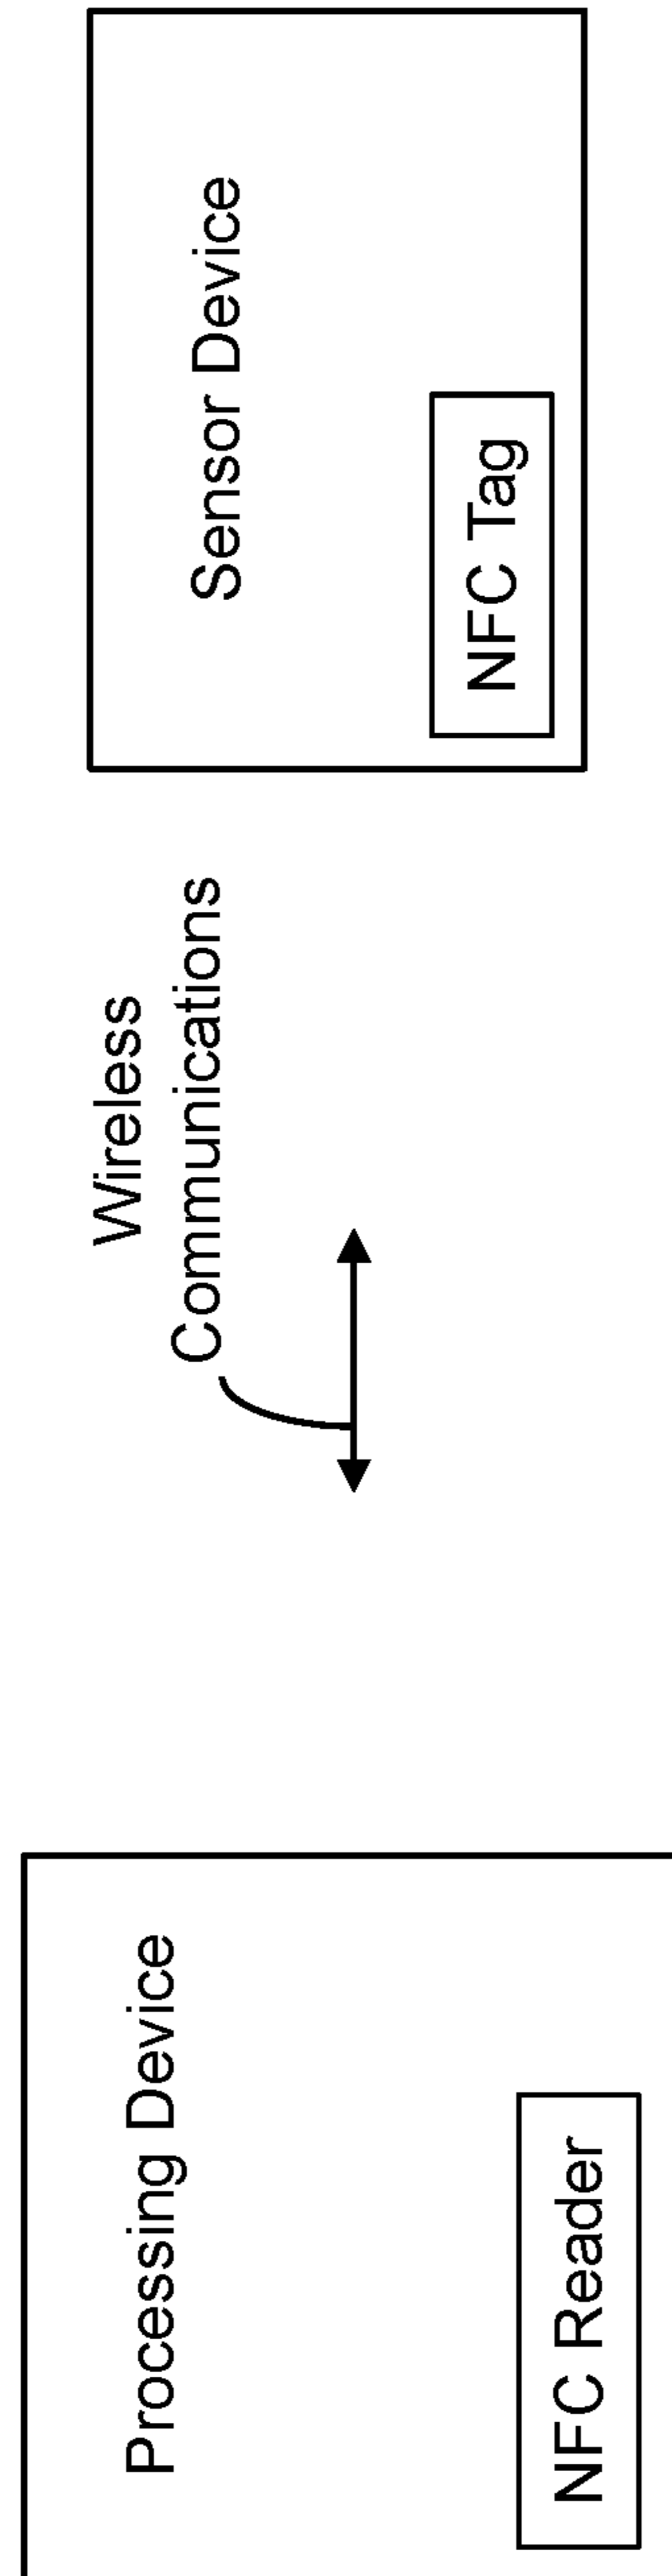 Processing Device
NFC Reader
Wireless
Communications
Sensor Device
NFC Tag